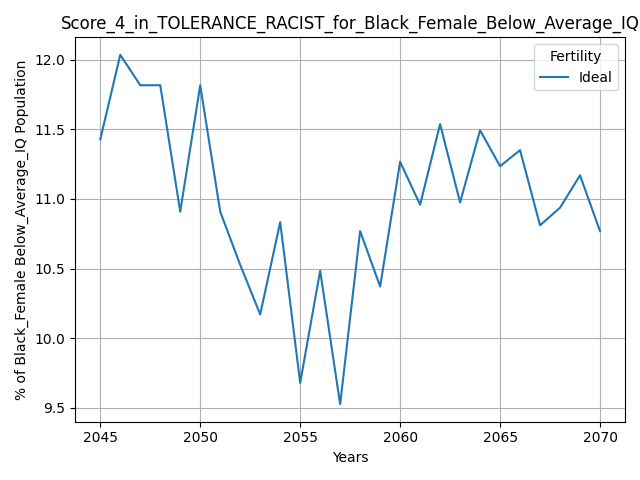 Score_4_in_TOLERANCE_RACIST_for_Black_Female_Below_Average_IQ
% of Black_Female Below_Average_IQ Population
12.0
11.5
11.0
10.5
10.0
9.5
Fertility
Ideal
2045 2050 2055 2060 2065 2070
Years